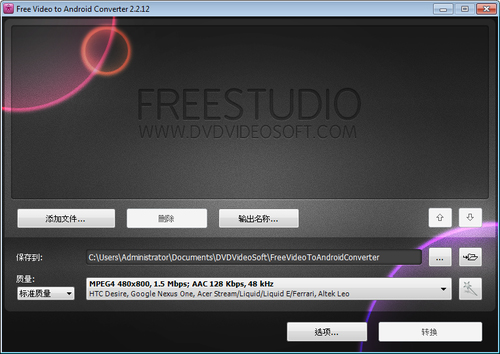 Free Video to Android Converter 2.2.12
FREESTUDIO
WWW.DVDVIDEOSOFT.COM
添加文件...
删除
输出名称...
保存到:
C:\Users\Administrator\Documents\DVDVideoSoft\FreeVideoToAndroidConverter
...
质量:
标准质量
MPEG4 480x800, 1.5 Mbps; AAC 128 Kbps, 48 kHz
HTC Desire, Google Nexus One, Acer Stream/Liquid/Liquid E/Ferrari, Altek Leo
选项...
转换